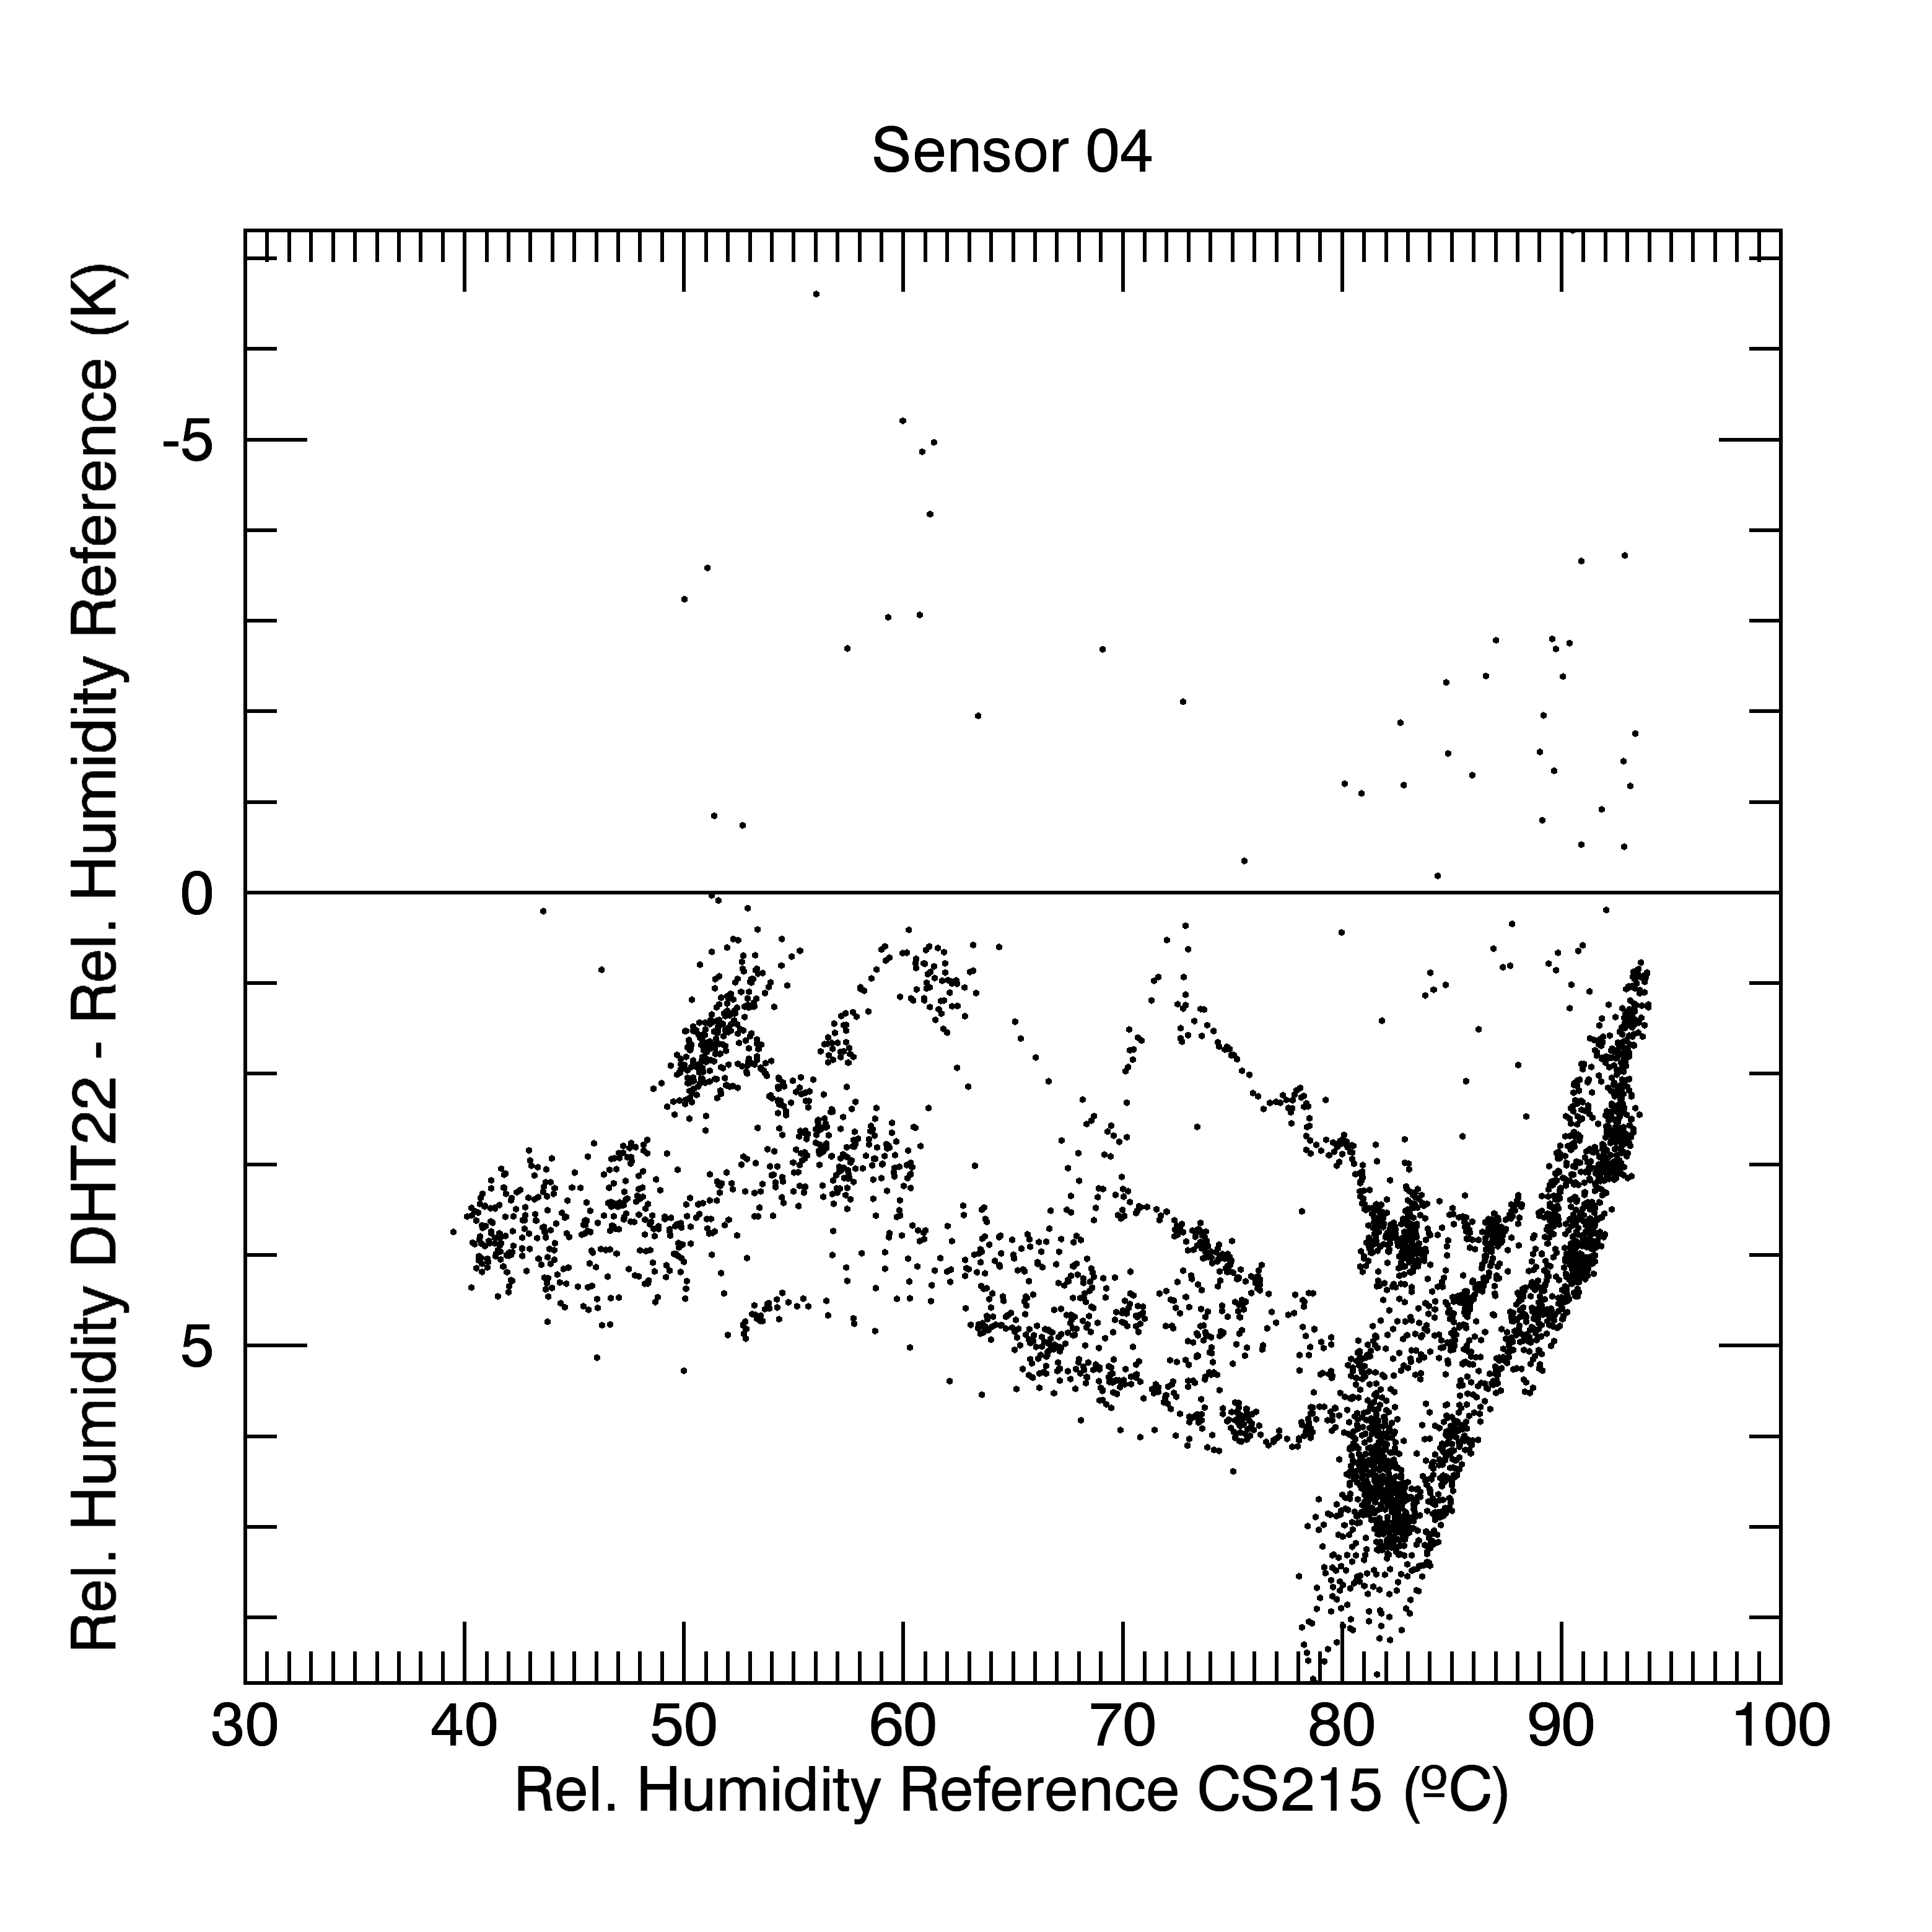 Sensor 04
Rel. Humidity DHT22 - Rel. Humidity Reference (K)
-5
0
5
30 40 50 60 70 80 90 100
Rel. Humidity Reference CS215 (ºC)